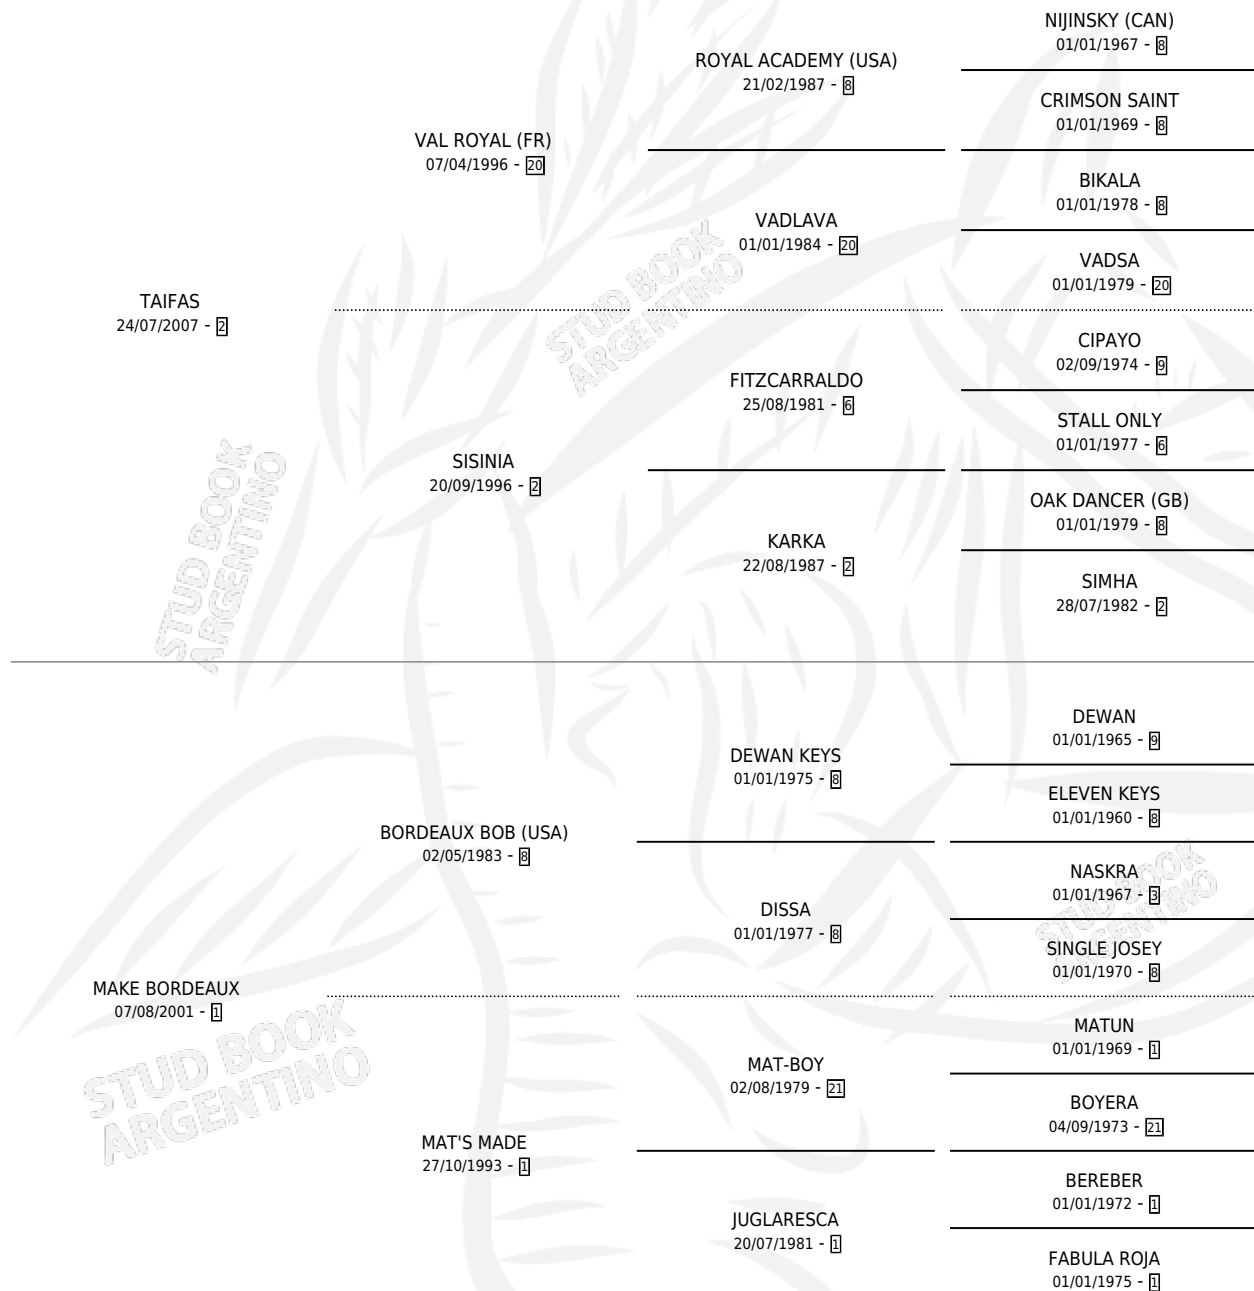 NIJINSKY (CAN)
01/01/1967 - 8
ROYAL ACADEMY (USA)
21/02/1987 - 8
CRIMSON SAINT
01/01/1969 - 8
VAL ROYAL (FR)
07/04/1996 - 20
BIKALA
01/01/1978 - 8
VADLAVA
01/01/1984 - 20
VADSA
01/01/1979 - 20
TAIFAS
24/07/2007 - 2
CIPAYO
02/09/1974 - 9
FITZCARRALDO
25/08/1981 - 6
STALL ONLY
01/01/1977 - 6
SISINIA
20/09/1996 - 2
OAK DANCER (GB)
01/01/1979 - 8
KARKA
22/08/1987 - 2
SIMHA
28/07/1982 - 2
DEWAN
01/01/1965 - 9
DEWAN KEYS
01/01/1975 - 8
ELEVEN KEYS
01/01/1960 - 8
BORDEAUX BOB (USA)
02/05/1983 - 8
NASKRA
01/01/1967 - 3
DISSA
01/01/1977 - 8
SINGLE JOSEY
01/01/1970 - 8
MAKE BORDEAUX
07/08/2001 - 1
MATUN
01/01/1969 - 1
MAT-BOY
02/08/1979 - 21
BOYERA
04/09/1973 - 21
MAT'S MADE
27/10/1993 - 1
BEREBER
01/01/1972 - 1
JUGLARESCA
20/07/1981 - 1
FABULA ROJA
01/01/1975 - 1
STUD BOOK
ARGENTINO
STUD BOOK
ARGENTINO
STUD BOOK
ARGENTINO
STUD BOOK
ARGENTINO